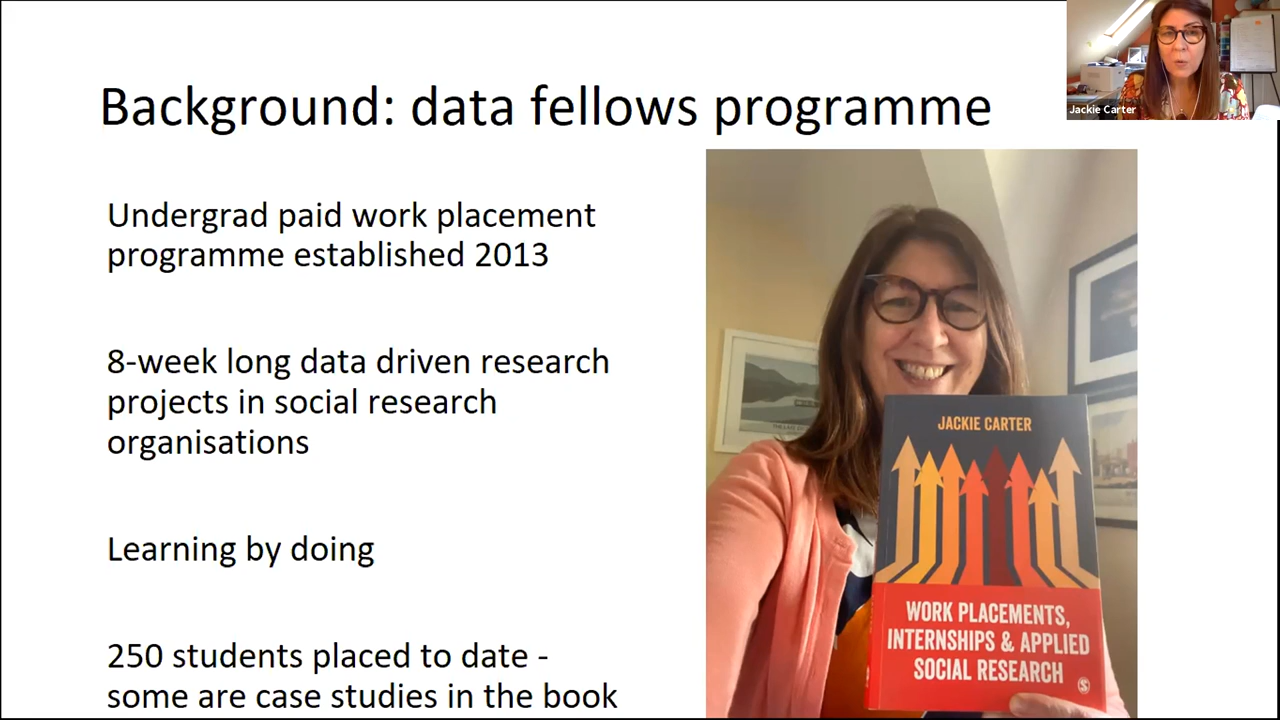 Background: data fellows programme
Jackie Carter
Undergrad paid work placement
programme established 2013
8-week long data driven research
projects in social research
organisations
Learning by doing
250 students placed to date -
some are case studies in the book
JACKIE CARTER
WORK PLACEMENTS,
INTERNSHIPS & APPLIED
SOCIAL RESEARCH